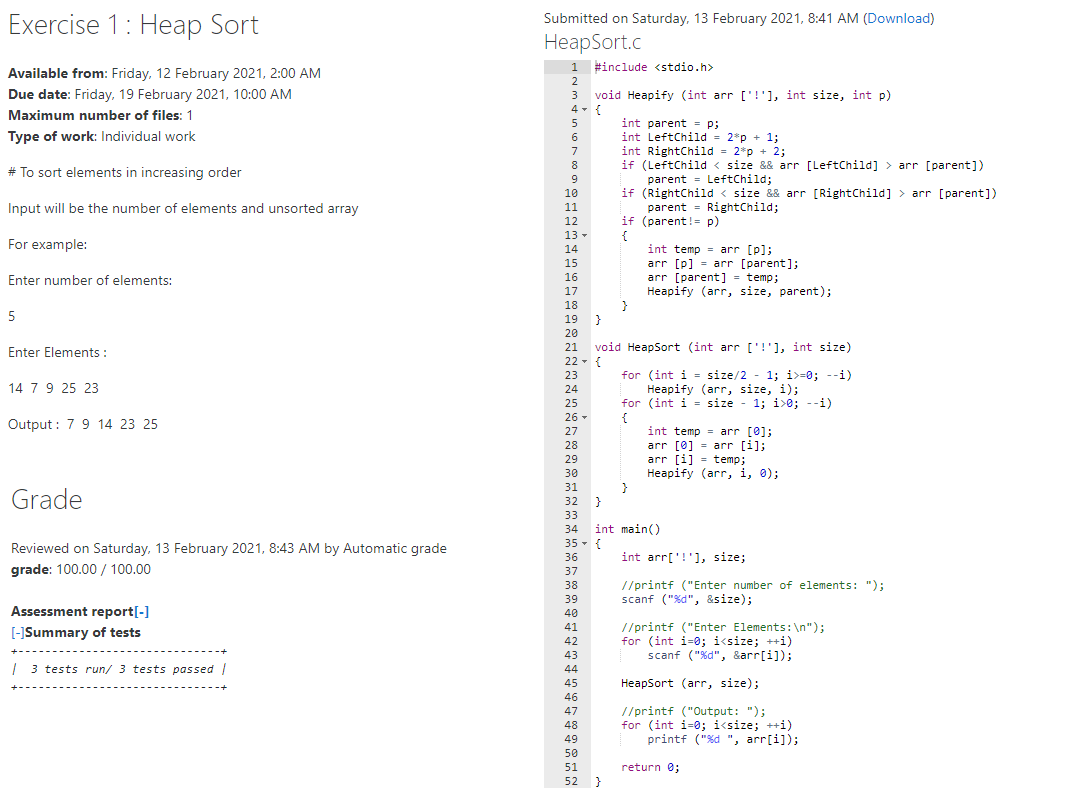 Exercise 1 : Heap Sort
Available from: Friday, 12 February 2021, 2:00 AM
Due date: Friday, 19 February 2021, 10:00 AM
Maximum number of files: 1
Type of work: Individual work
# To sort elements in increasing order
Input will be the number of elements and unsorted array
For example:
Enter number of elements:
5
Enter Elements :
14 7 9 25 23
Output : 7 9 14 23 25
Grade
Reviewed on Saturday, 13 February 2021, 8:43 AM by Automatic grade
grade: 100.00 / 100.00
Assessment report[-]
[-]Summary of tests
+------------------------------+
|  3 tests run/ 3 tests passed |
+------------------------------+
Submitted on Saturday, 13 February 2021, 8:41 AM (Download)
HeapSort.c
1 #include <stdio.h>
2
3 void Heapify (int arr ['!'], int size, int p)
4 {
5     int parent = p;
6     int LeftChild = 2*p + 1;
7     int RightChild = 2*p + 2;
8     if (LeftChild < size && arr [LeftChild] > arr [parent])
9         parent = LeftChild;
10     if (RightChild < size && arr [RightChild] > arr [parent])
11         parent = RightChild;
12     if (parent!= p)
13     {
14         int temp = arr [p];
15         arr [p] = arr [parent];
16         arr [parent] = temp;
17         Heapify (arr, size, parent);
18     }
19 }
20
21 void HeapSort (int arr ['!'], int size)
22 {
23     for (int i = size/2 - 1; i>=0; --i)
24         Heapify (arr, size, i);
25     for (int i = size - 1; i>0; --i)
26     {
27         int temp = arr [0];
28         arr [0] = arr [i];
29         arr [i] = temp;
30         Heapify (arr, i, 0);
31     }
32 }
33
34 int main()
35 {
36     int arr['!'], size;
37
38     //printf ("Enter number of elements: ");
39     scanf ("%d", &size);
40
41     //printf ("Enter Elements:\n");
42     for (int i=0; i<size; ++i)
43         scanf ("%d", &arr[i]);
44
45     HeapSort (arr, size);
46
47     //printf ("Output: ");
48     for (int i=0; i<size; ++i)
49         printf ("%d ", arr[i]);
50
51     return 0;
52 }